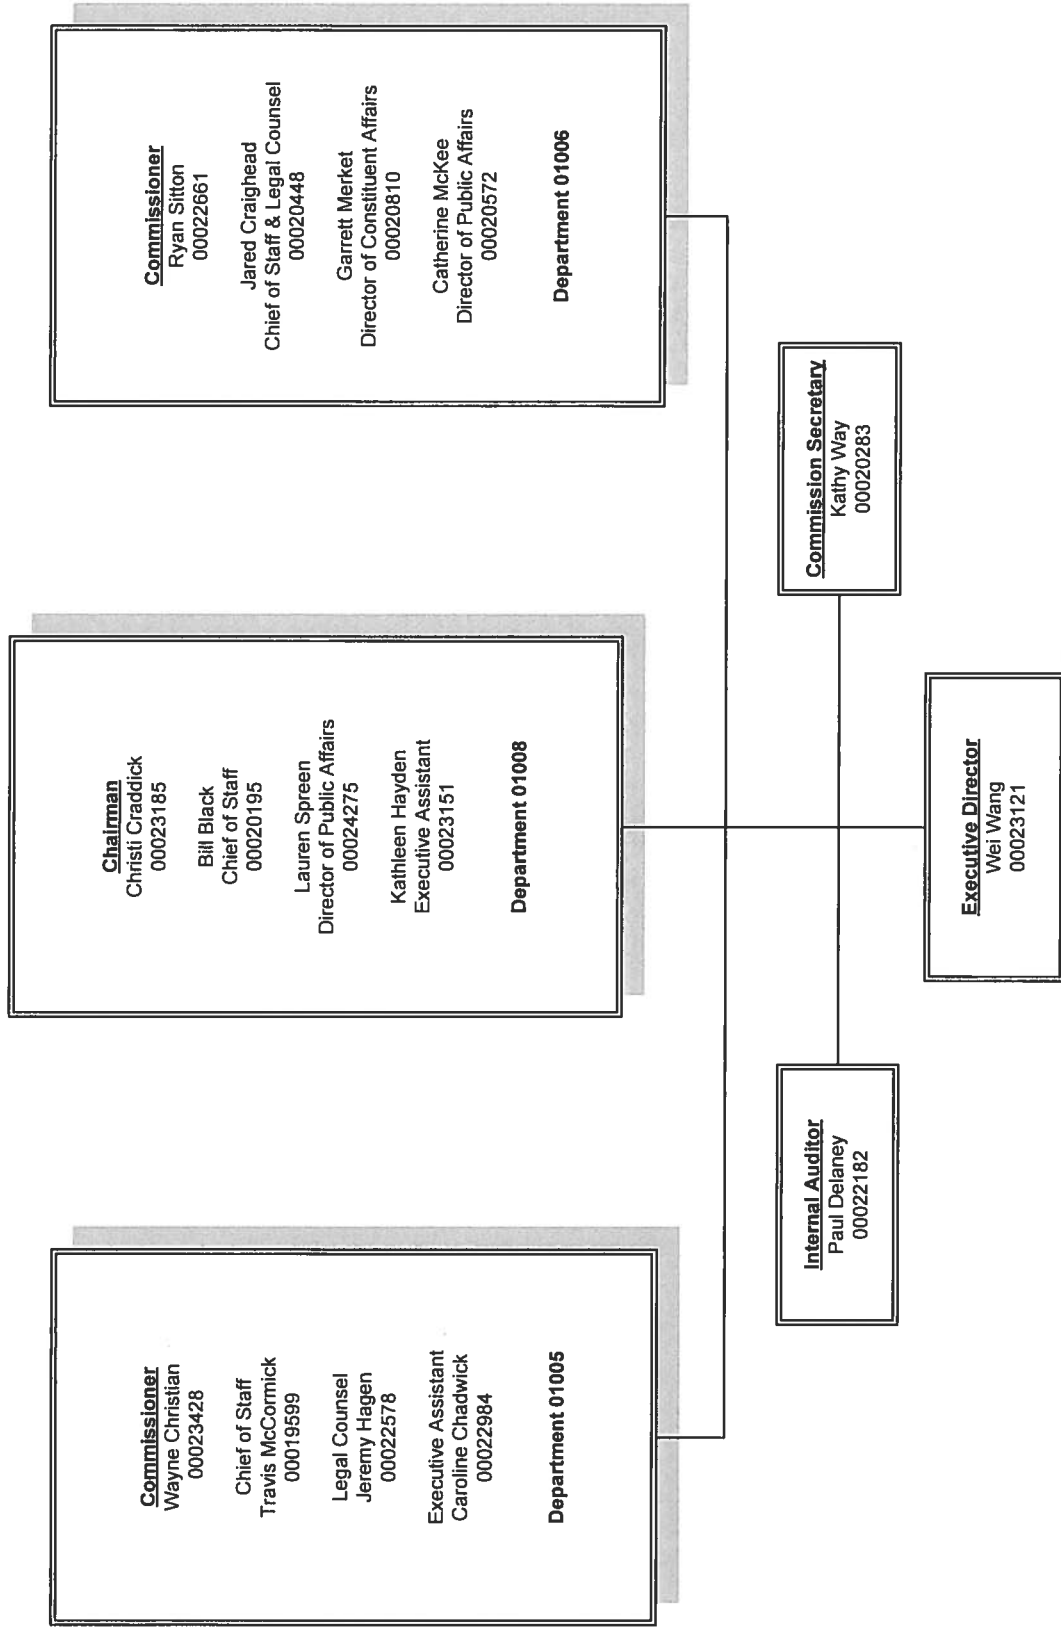 Commissioner
Wayne Christian
00023428
Chief of Staff
Travis McCormick
00019599
Legal Counsel
Jeremy Hagen
00022578
Executive Assistant
Caroline Chadwick
00022984
Department 01005
Chairman
Christi Craddick
00023185
Bill Black
Chief of Staff
00020195
Lauren Spreen
Director of Public Affairs
00024275
Kathleen Hayden
Executive Assistant
00023151
Department 01008
Commissioner
Ryan Sitton
00022661
Jared Craighead
Chief of Staff & Legal Counsel
00020448
Garrett Merket
Director of Constituent Affairs
00020810
Catherine McKee
Director of Public Affairs
00020572
Department 01006
Internal Auditor
Paul Delaney
00022182
Commission Secretary
Kathy Way
00020283
Executive Director
Wei Wang
00023121